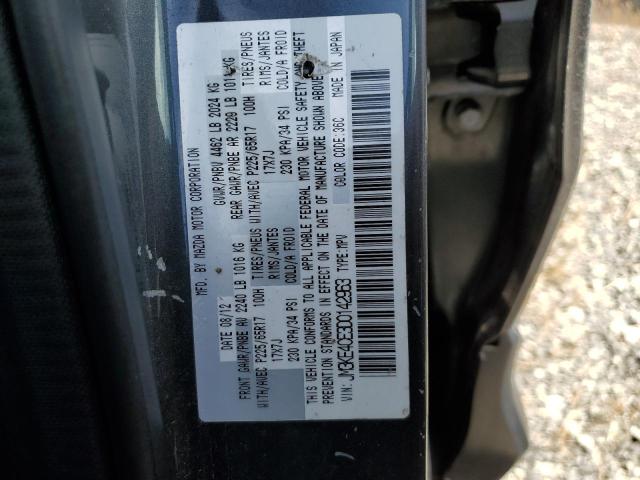 MFD. BY MAZDA MOTOR CORPORATION
DATE 08/12 GVWR/PNBV 4462 LB 2024 KG
FRONT GAWR/PNBE AV 2240 LB 1016 KG REAR GAWR/PNBE AR 2229 LB 1011 KG
WITH/AVEC P225/65R17 100H TIRES/PNEUS WITH/AVEC P225/65R17 100H TIRES/PNEUS
17X7J RIMS/JANTES 17X7J RIMS/JANTES
230 KPA/34 PSI COLD/A FROID 230 KPA/34 PSI COLD/A FROID
THIS VEHICLE CONFORMS TO ALL APPLICABLE FEDERAL MOTOR VEHICLE SAFETY AND THEFT
PREVENTION STANDARDS IN EFFECT ON THE DATE OF MANUFACTURE SHOWN ABOVE.
VIN: JM3KE4CE3D0142953 TYPE: MPV COLOR CODE: 36C MADE IN JAPAN